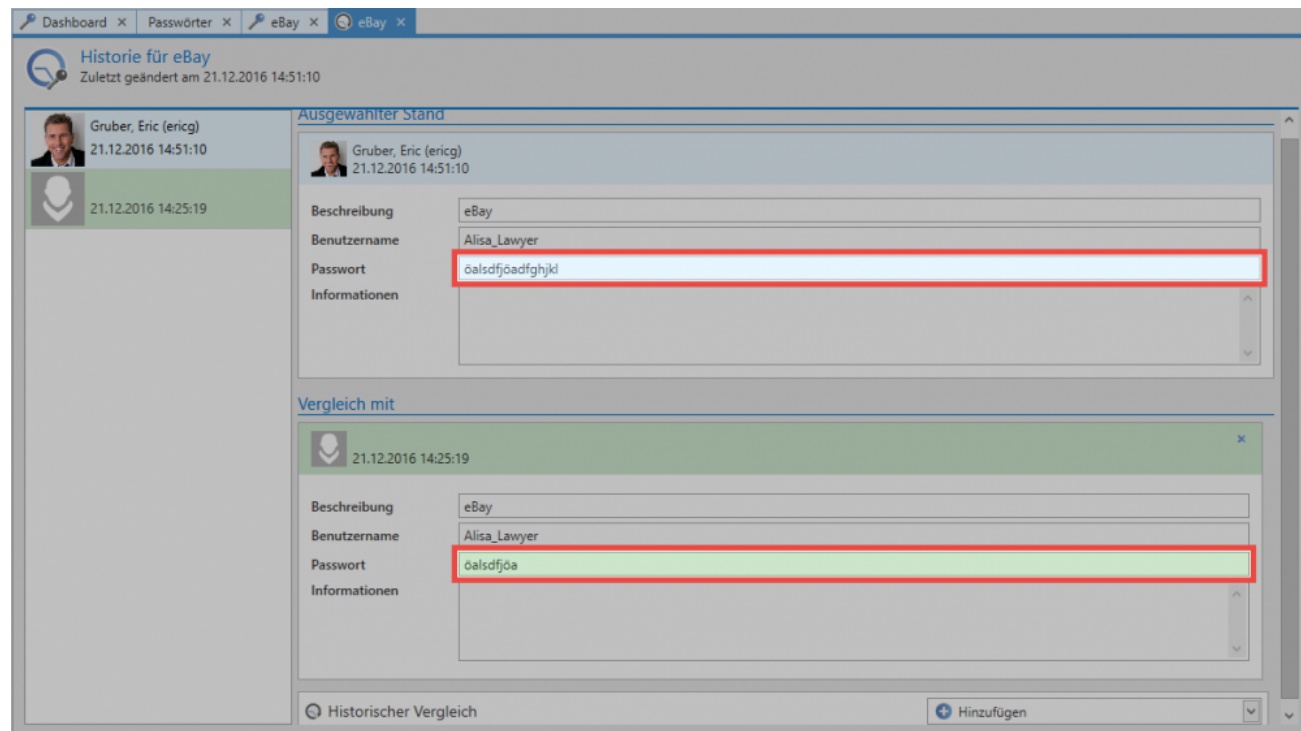 Dashboard × Passwörter × eBay × eBay ×
Historie für eBay
Zuletzt geändert am 21.12.2016 14:51:10
Gruber, Eric (ericg)
21.12.2016 14:51:10
21.12.2016 14:25:19
Ausgewählter Stand
Gruber, Eric (ericg)
21.12.2016 14:51:10
Beschreibung eBay
Benutzername Alisa_Lawyer
Passwort öalsdfjöadfghjkl
Informationen
Vergleich mit
21.12.2016 14:25:19
Beschreibung eBay
Benutzername Alisa_Lawyer
Passwort öalsdfjöa
Informationen
Historischer Vergleich Hinzufügen